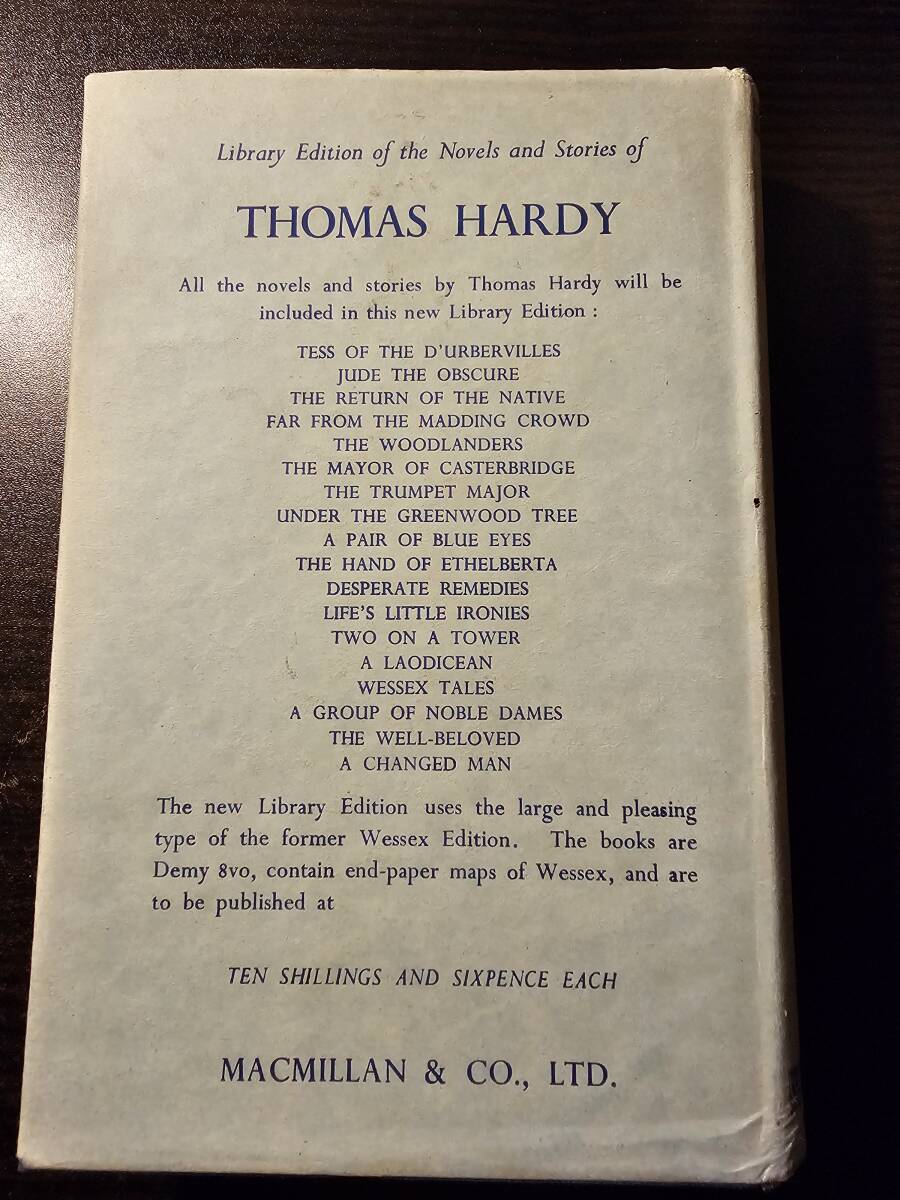 Library Edition of the Novels and Stories of
THOMAS HARDY
All the novels and stories by Thomas Hardy will be
included in this new Library Edition :
TESS OF THE D'URBERVILLES
JUDE THE OBSCURE
THE RETURN OF THE NATIVE
FAR FROM THE MADDING CROWD
THE WOODLANDERS
THE MAYOR OF CASTERBRIDGE
THE TRUMPET MAJOR
UNDER THE GREENWOOD TREE
A PAIR OF BLUE EYES
THE HAND OF ETHELBERTA
DESPERATE REMEDIES
LIFE'S LITTLE IRONIES
TWO ON A TOWER
A LAODICEAN
WESSEX TALES
A GROUP OF NOBLE DAMES
THE WELL-BELOVED
A CHANGED MAN
The new Library Edition uses the large and pleasing
type of the former Wessex Edition. The books are
Demy 8vo, contain end-paper maps of Wessex, and are
to be published at
TEN SHILLINGS AND SIXPENCE EACH
MACMILLAN & CO., LTD.